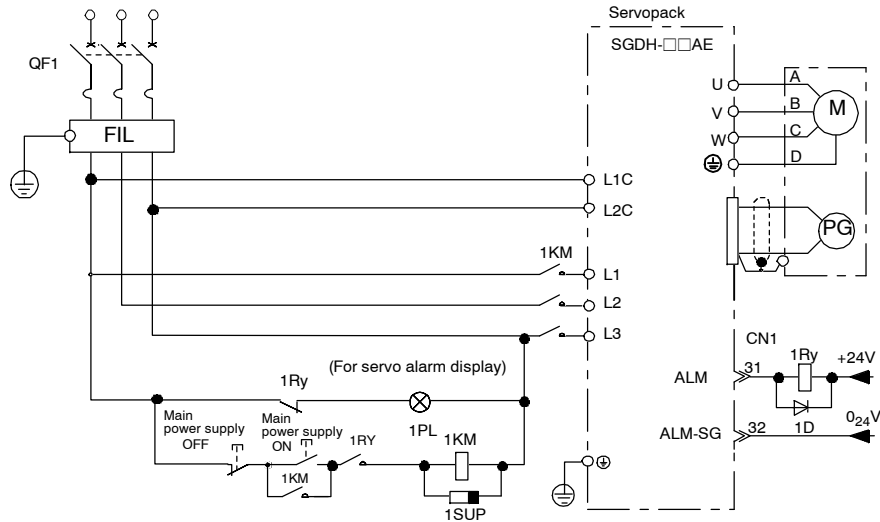 Servopack
SGDH-□□AE
QF1
FIL
U
V
W
A
B
C
D
M
PG
L1C
L2C
1KM
L1
L2
L3
CN1
(For servo alarm display)
1Ry
1PL
ALM
31
1Ry
+24V
1D
ALM-SG
32
024V
Main
power supply
OFF
Main
power supply
ON
1RY
1KM
1KM
1SUP